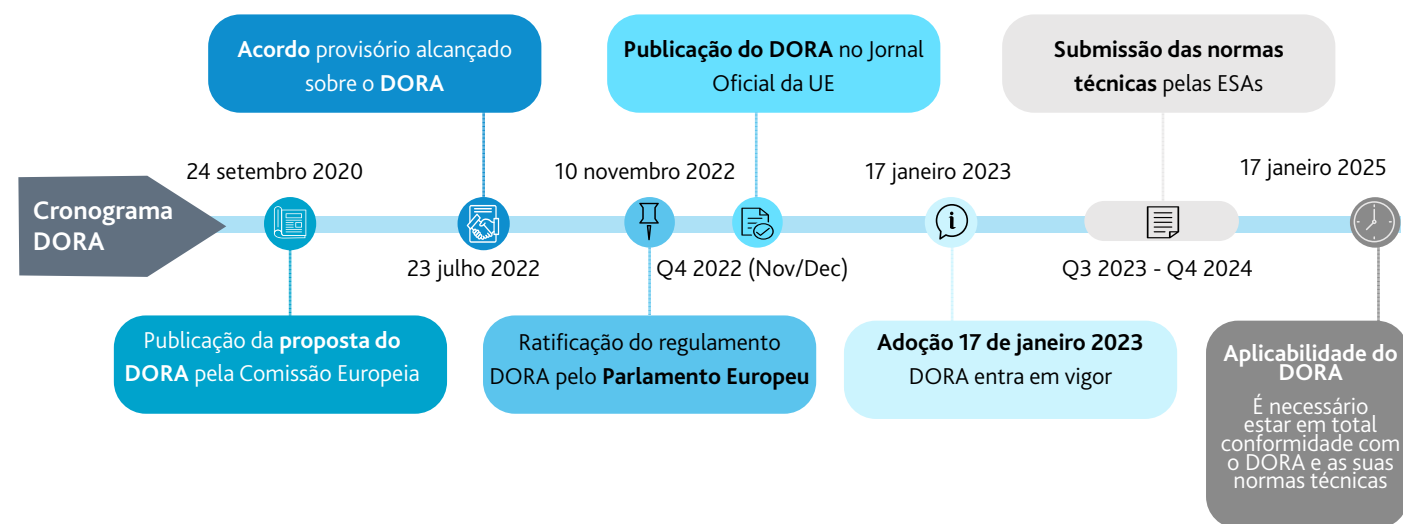 Acordo provisório alcançado
sobre o DORA
Publicação do DORA no Jornal
Oficial da UE
Submissão das normas
técnicas pelas ESAs
24 setembro 2020
10 novembro 2022
17 janeiro 2023
17 janeiro 2025
Cronograma
DORA
23 julho 2022
Q4 2022 (Nov/Dec)
Q3 2023 - Q4 2024
Publicação da proposta do
DORA pela Comissão Europeia
Ratificação do regulamento
DORA pelo Parlamento Europeu
Adoção 17 de janeiro 2023
DORA entra em vigor
Aplicabilidade do
DORA
É necessário
estar em total
conformidade com
o DORA e as suas
normas técnicas